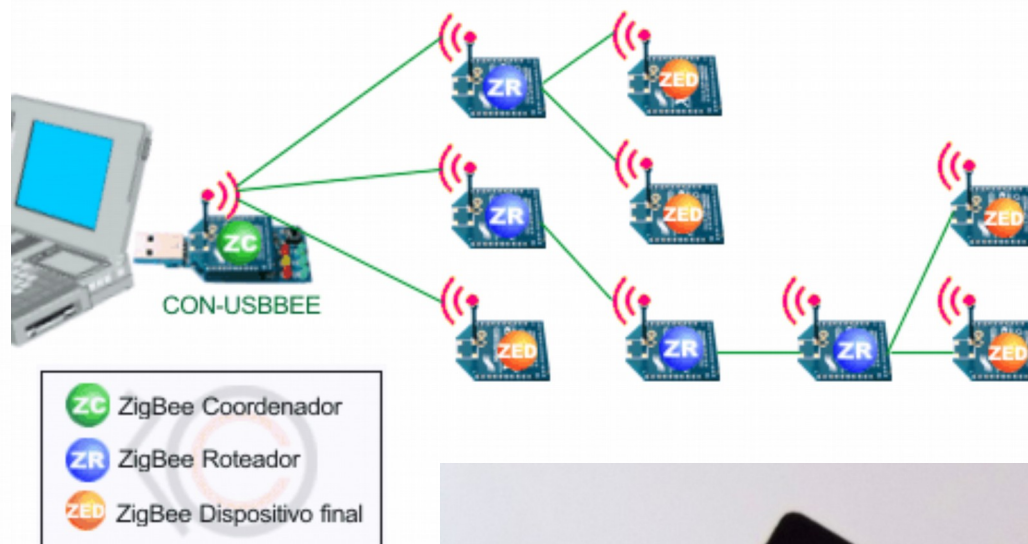 ZR
ZED
ZR
ZED
ZED
ZC
CON-USBBEE
ZED
ZR
ZR
ZED
ZC ZigBee Coordenador
ZR ZigBee Roteador
ZED ZigBee Dispositivo final